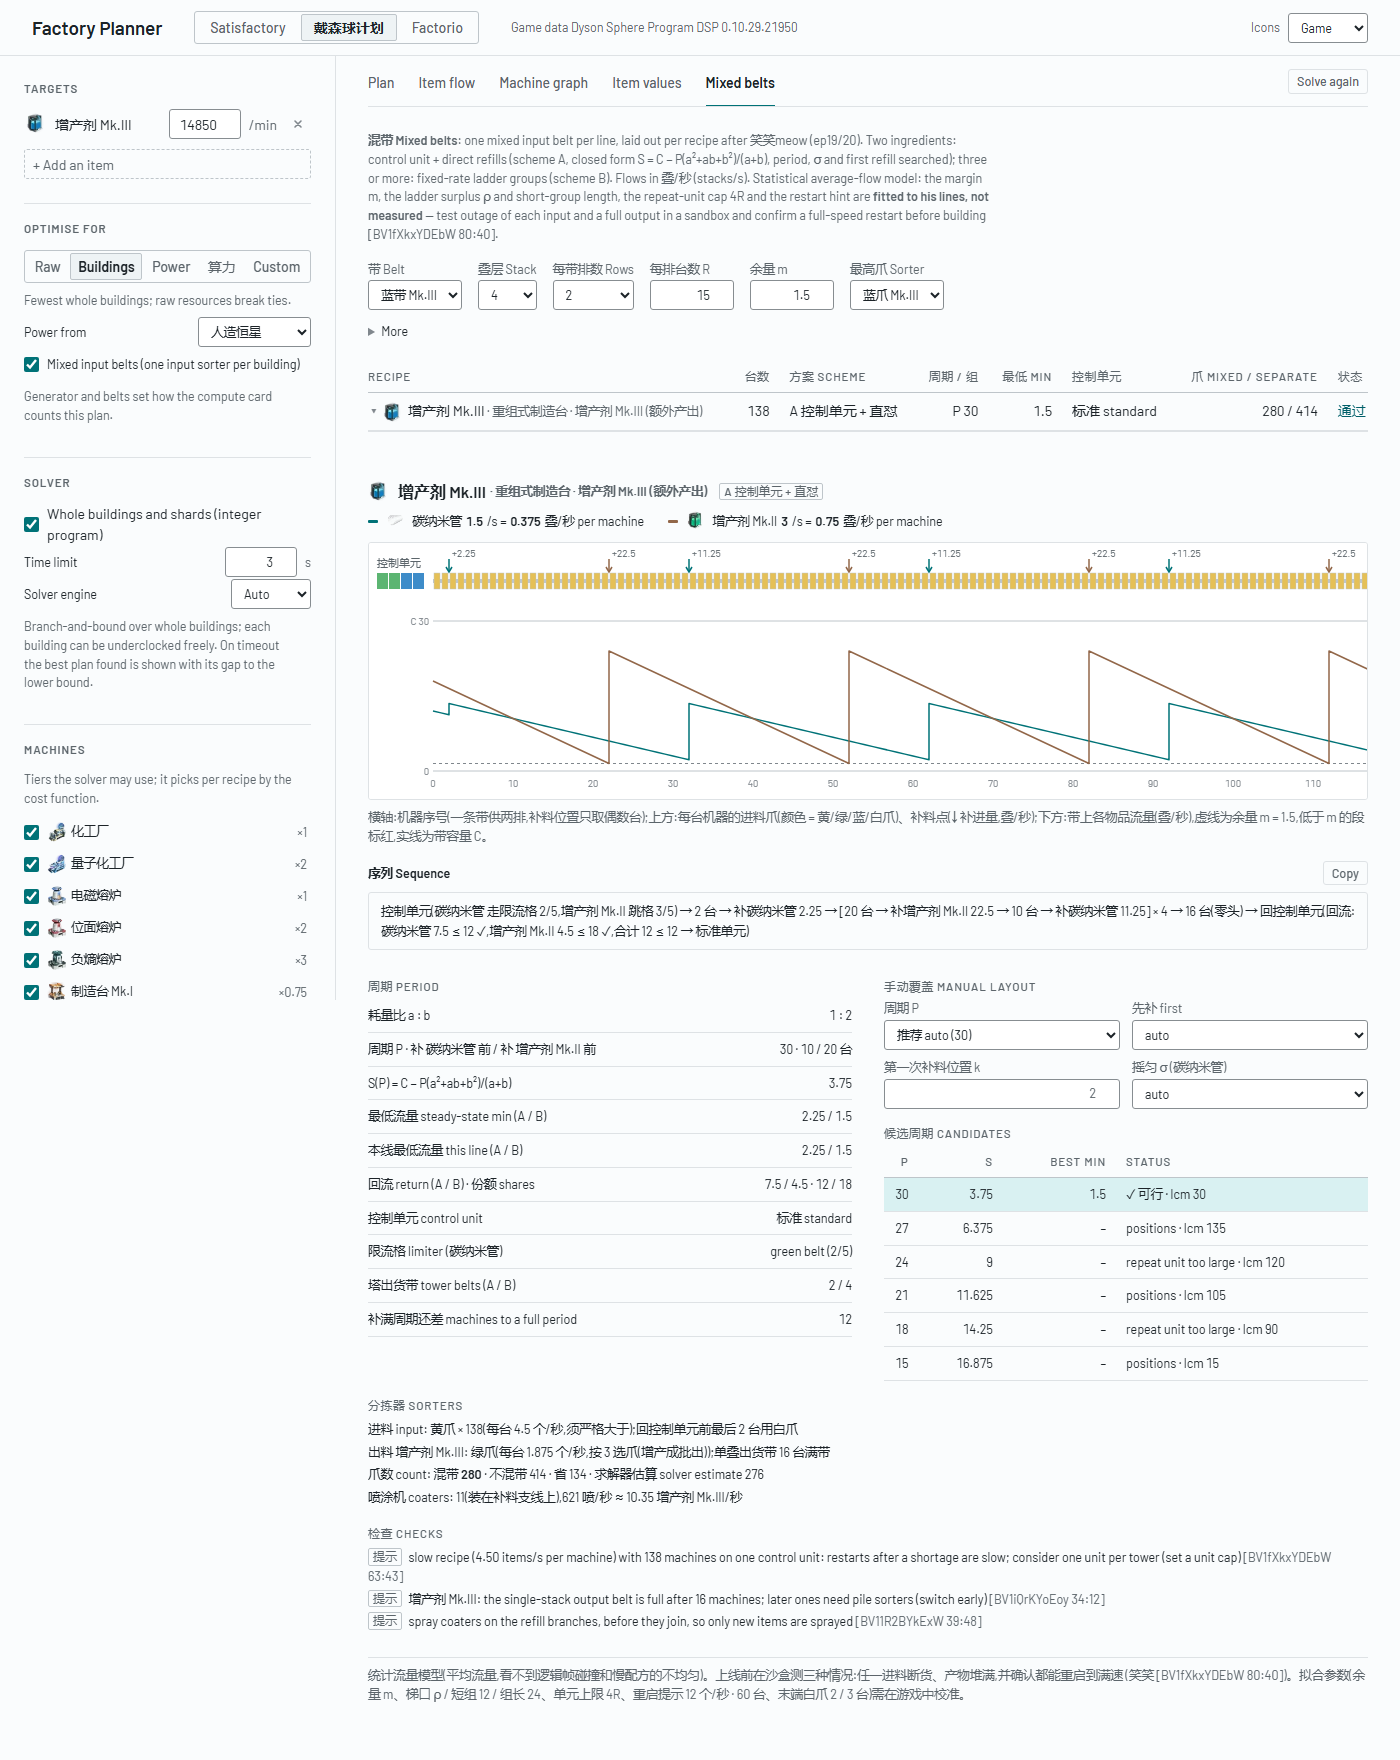 Factory Planner
Satisfactory
戴森球计划
Factorio
Game data Dyson Sphere Program DSP 0.10.29.21950
Icons
Game
TARGETS
增产剂 Mk.III
14850
/min
×
+ Add an item
OPTIMISE FOR
Raw
Buildings
Power
算力
Custom
Fewest whole buildings; raw resources break ties.
Power from
人造恒星
Mixed input belts (one input sorter per building)
Generator and belts set how the compute card
counts this plan.
SOLVER
Whole buildings and shards (integer
program)
Time limit
3
s
Solver engine
Auto
Branch-and-bound over whole buildings; each
building can be underclocked freely. On timeout
the best plan found is shown with its gap to the
lower bound.
MACHINES
Tiers the solver may use; it picks per recipe by the
cost function.
化工厂 ×1
量子化工厂 ×2
电磁熔炉 ×1
位面熔炉 ×2
负熵熔炉 ×3
制造台 Mk.I ×0.75
Plan
Item flow
Machine graph
Item values
Mixed belts
Solve again
混带 Mixed belts: one mixed input belt per line, laid out per recipe after 笑笑meow (ep19/20). Two ingredients:
control unit + direct refills (scheme A, closed form S = C − P(a²+ab+b²)/(a+b), period, σ and first refill searched); three
or more: fixed-rate ladder groups (scheme B). Flows in 叠/秒 (stacks/s). Statistical average-flow model: the margin
m, the ladder surplus ρ and short-group length, the repeat-unit cap 4R and the restart hint are fitted to his lines, not
measured — test outage of each input and a full output in a sandbox and confirm a full-speed restart before building
[BV1fXkxYDEbW 80:40].
带 Belt
叠层 Stack
每带排数 Rows
每排台数 R
余量 m
最高爪 Sorter
蓝带 Mk.III
4
2
15
1.5
蓝爪 Mk.III
▶ More
RECIPE
台数
方案 SCHEME
周期 / 组
最低 MIN
控制单元
爪 MIXED / SEPARATE
状态
▼ 增产剂 Mk.III · 重组式制造台 · 增产剂 Mk.III (额外产出)
138
A 控制单元 + 直怼
P 30
1.5
标准 standard
280 / 414
通过
增产剂 Mk.III · 重组式制造台 · 增产剂 Mk.III (额外产出)
A 控制单元 + 直怼
碳纳米管 1.5 /s = 0.375 叠/秒 per machine
增产剂 Mk.II 3 /s = 0.75 叠/秒 per machine
控制单元
+2.25
+22.5
+11.25
+22.5
+11.25
+22.5
+11.25
+22.5
C 30
0
0 10 20 30 40 50 60 70 80 90 100 110
横轴:机器序号(一条带供两排,补料位置只取偶数台);上方:每台机器的进料爪(颜色 = 黄/绿/蓝/白爪)、补料点(↓ 补进量,叠/秒);下方:带上各物品流量(叠/秒),虚线为余量 m = 1.5,低于 m 的段
标红,实线为带容量 C。
序列 Sequence
Copy
控制单元(碳纳米管 走限流格 2/5,增产剂 Mk.II 跳格 3/5) → 2 台 → 补碳纳米管 2.25 → [20 台 → 补增产剂 Mk.II 22.5 → 10 台 → 补碳纳米管 11.25] × 4 → 16 台(零头) → 回控制单元(回流:
碳纳米管 7.5 ≤ 12 ✓,增产剂 Mk.II 4.5 ≤ 18 ✓,合计 12 ≤ 12 → 标准单元)
周期 PERIOD
耗量比 a : b 1 : 2
周期 P · 补 碳纳米管 前 / 补 增产剂 Mk.II 前 30 · 10 / 20 台
S(P) = C − P(a²+ab+b²)/(a+b) 3.75
最低流量 steady-state min (A / B) 2.25 / 1.5
本线最低流量 this line (A / B) 2.25 / 1.5
回流 return (A / B) · 份额 shares 7.5 / 4.5 · 12 / 18
控制单元 control unit 标准 standard
限流格 limiter (碳纳米管) green belt (2/5)
塔出货带 tower belts (A / B) 2 / 4
补满周期还差 machines to a full period 12
手动覆盖 MANUAL LAYOUT
周期 P
先补 first
推荐 auto (30)
auto
第一次补料位置 k
摇匀 σ (碳纳米管)
2
auto
候选周期 CANDIDATES
P S BEST MIN STATUS
30 3.75 1.5 ✓ 可行 · lcm 30
27 6.375 – positions · lcm 135
24 9 – repeat unit too large · lcm 120
21 11.625 – positions · lcm 105
18 14.25 – repeat unit too large · lcm 90
15 16.875 – positions · lcm 15
分拣器 SORTERS
进料 input: 黄爪 × 138(每台 4.5 个/秒,须严格大于);回控制单元前最后 2 台用白爪
出料 增产剂 Mk.III: 绿爪(每台 1.875 个/秒,按 3 选爪(增产成批出));单叠出货带 16 台满带
爪数 count: 混带 280 · 不混带 414 · 省 134 · 求解器估算 solver estimate 276
喷涂机 coaters: 11(装在补料支线上),621 喷/秒 ≈ 10.35 增产剂 Mk.III/秒
检查 CHECKS
提示 slow recipe (4.50 items/s per machine) with 138 machines on one control unit: restarts after a shortage are slow; consider one unit per tower (set a unit cap) [BV1fXkxYDEbW
63:43]
提示 增产剂 Mk.III: the single-stack output belt is full after 16 machines; later ones need pile sorters (switch early) [BV1iQrKYoEoy 34:12]
提示 spray coaters on the refill branches, before they join, so only new items are sprayed [BV11R2BYkExW 39:48]
统计流量模型(平均流量,看不到逻辑帧碰撞和慢配方的不均匀)。上线前在沙盒测三种情况:任一进料断货、产物堆满,并确认都能重启到满速 (笑笑 [BV1fXkxYDEbW 80:40])。拟合参数(余
量 m、梯口 ρ / 短组 12 / 组长 24、单元上限 4R、重启提示 12 个/秒 · 60 台、末端白爪 2 / 3 台)需在游戏中校准。